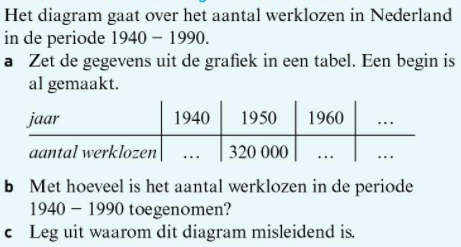 Het diagram gaat over het aantal werklozen in Nederland
in de periode 1940 – 1990.
a Zet de gegevens uit de grafiek in een tabel. Een begin is
al gemaakt.
jaar 1940 1950 1960 ...
aantal werklozen ... 320 000 ... ...
b Met hoeveel is het aantal werklozen in de periode
1940 – 1990 toegenomen?
c Leg uit waarom dit diagram misleidend is.